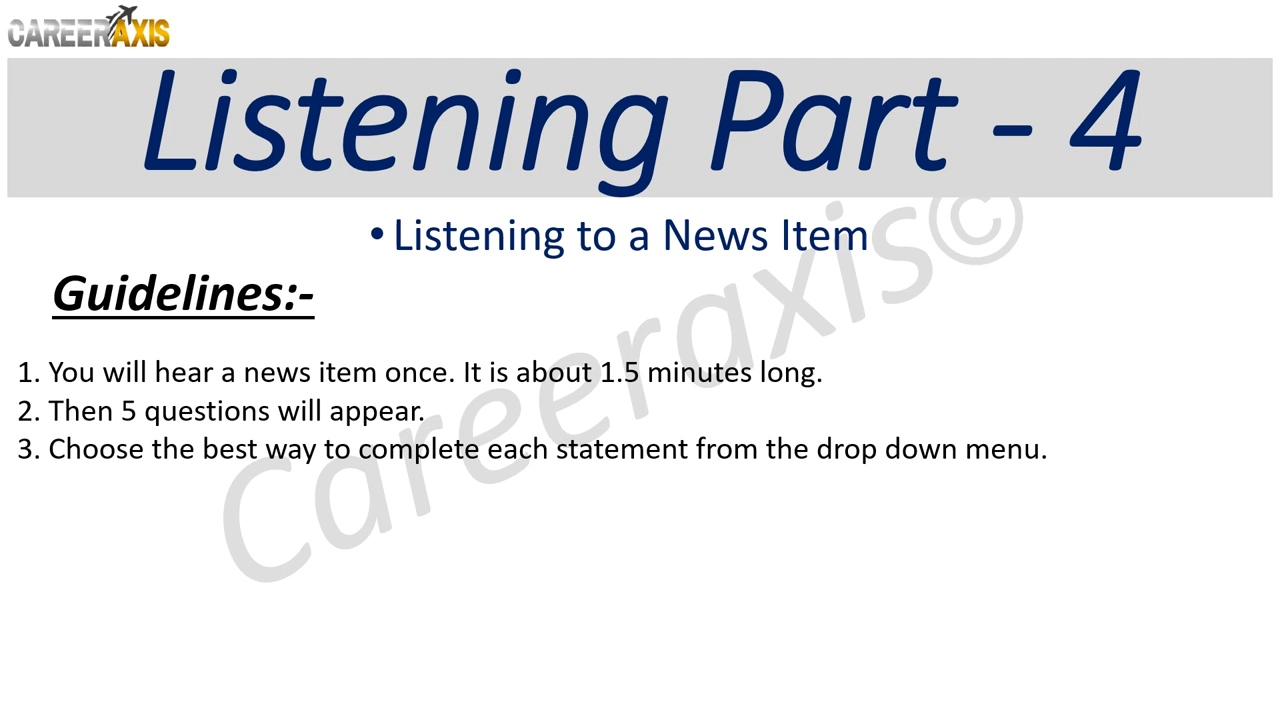 CAREERAXIS
Listening Part - 4
• Listening to a News Item
Guidelines:-
1. You will hear a news item once. It is about 1.5 minutes long.
2. Then 5 questions will appear.
3. Choose the best way to complete each statement from the drop down menu.
Careeraxis©